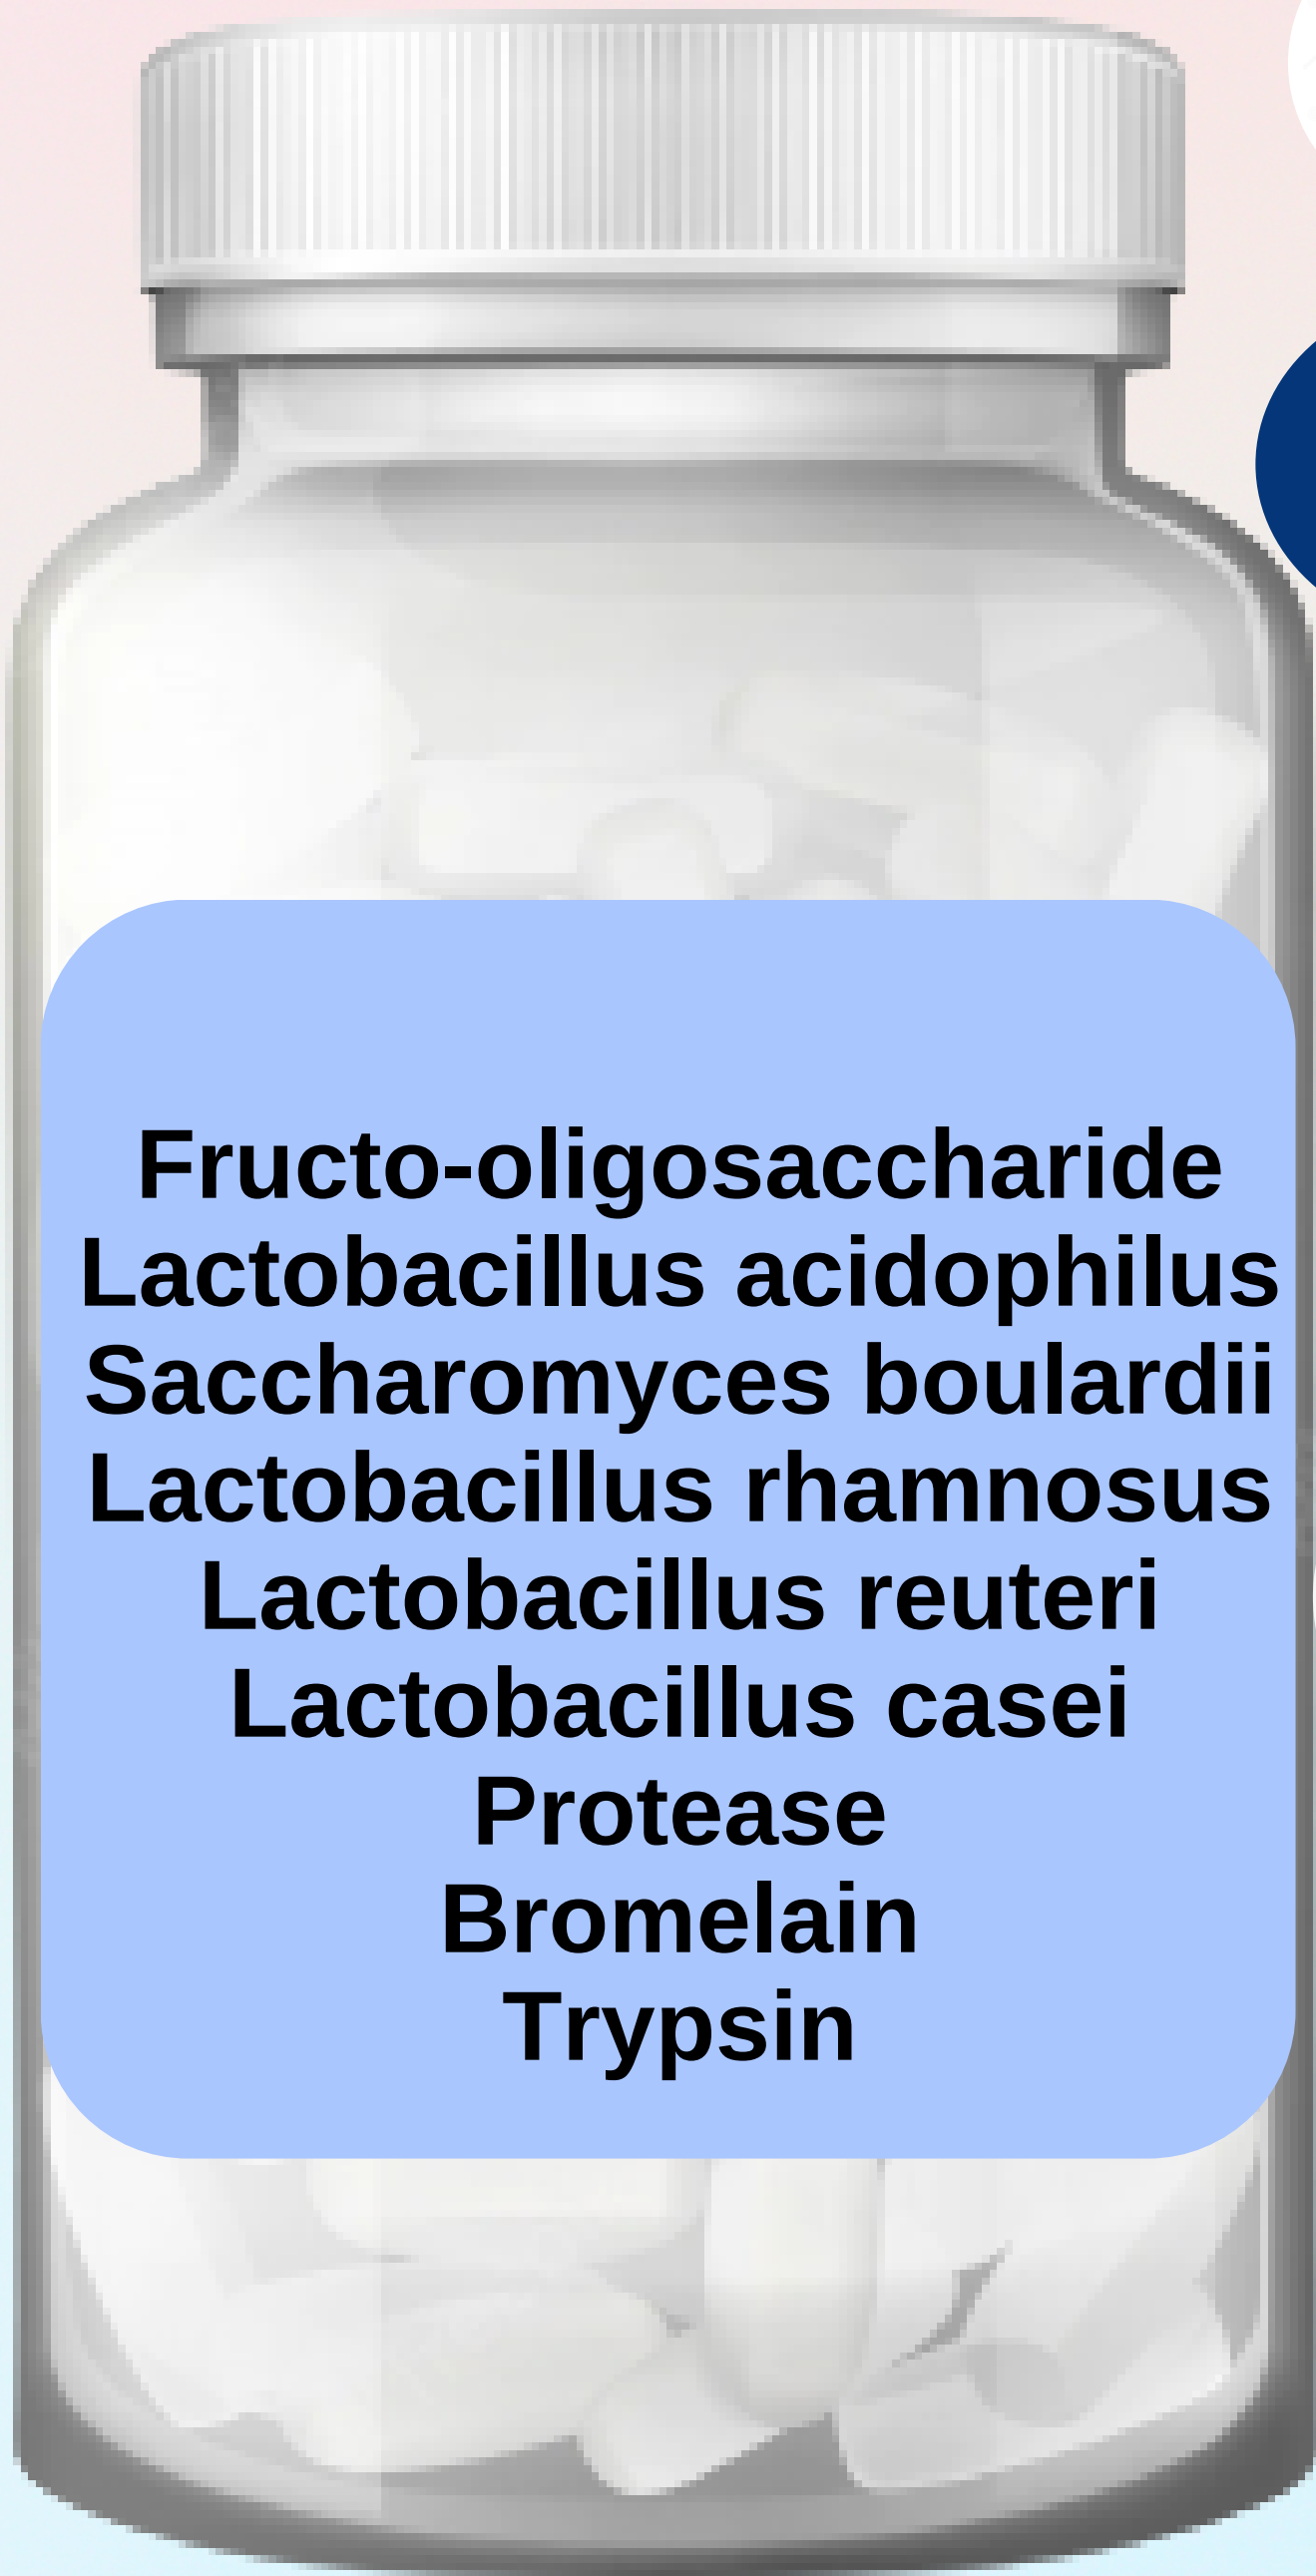 Fructo-oligosaccharide
Lactobacillus acidophilus
Saccharomyces boulardii
Lactobacillus rhamnosus
Lactobacillus reuteri
Lactobacillus casei
Protease
Bromelain
Trypsin